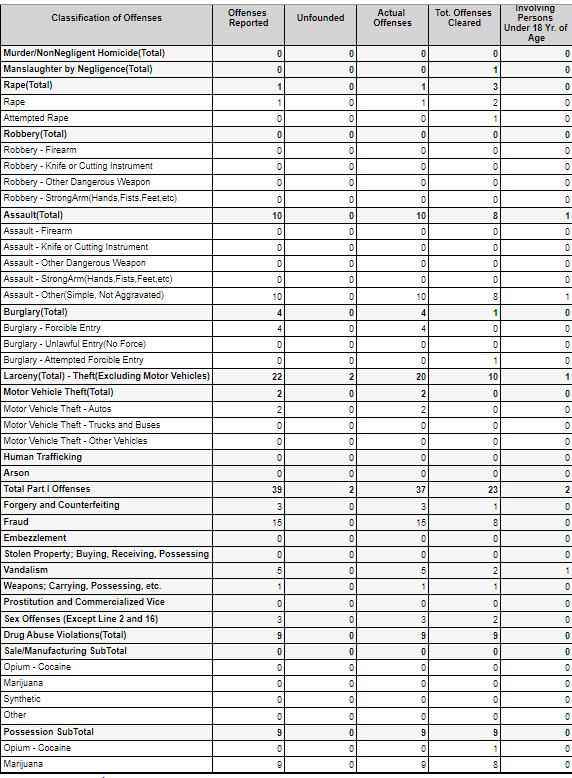 Classification of Offenses Offenses Reported Unfounded Actual Offenses Tot. Offenses Cleared Involving Persons Under 18 Yr. of Age
Murder/NonNegligent Homicide(Total) 0 0 0 0 0
Manslaughter by Negligence(Total) 0 0 0 1 0
Rape(Total) 1 0 1 3 0
Rape 1 0 1 2 0
Attempted Rape 0 0 0 1 0
Robbery(Total) 0 0 0 0 0
Robbery - Firearm 0 0 0 0 0
Robbery - Knife or Cutting Instrument 0 0 0 0 0
Robbery - Other Dangerous Weapon 0 0 0 0 0
Robbery - StrongArm(Hands,Fists,Feet,etc) 0 0 0 0 0
Assault(Total) 10 0 10 8 1
Assault - Firearm 0 0 0 0 0
Assault - Knife or Cutting Instrument 0 0 0 0 0
Assault - Other Dangerous Weapon 0 0 0 0 0
Assault - StrongArm(Hands,Fists,Feet,etc) 0 0 0 0 0
Assault - Other(Simple, Not Aggravated) 10 0 10 8 1
Burglary(Total) 4 0 4 1 0
Burglary - Forcible Entry 4 0 4 0 0
Burglary - Unlawful Entry(No Force) 0 0 0 0 0
Burglary - Attempted Forcible Entry 0 0 0 1 0
Larceny(Total) - Theft(Excluding Motor Vehicles) 22 2 20 10 1
Motor Vehicle Theft(Total) 2 0 2 0 0
Motor Vehicle Theft - Autos 2 0 2 0 0
Motor Vehicle Theft - Trucks and Buses 0 0 0 0 0
Motor Vehicle Theft - Other Vehicles 0 0 0 0 0
Human Trafficking 0 0 0 0 0
Arson 0 0 0 0 0
Total Part I Offenses 39 2 37 23 2
Forgery and Counterfeiting 3 0 3 1 0
Fraud 15 0 15 8 0
Embezzlement 0 0 0 0 0
Stolen Property; Buying, Receiving, Possessing 0 0 0 0 0
Vandalism 5 0 5 2 1
Weapons; Carrying, Possessing, etc. 1 0 1 1 0
Prostitution and Commercialized Vice 0 0 0 0 0
Sex Offenses (Except Line 2 and 16) 3 0 3 2 0
Drug Abuse Violations(Total) 9 0 9 9 0
Sale/Manufacturing SubTotal 0 0 0 0 0
Opium - Cocaine 0 0 0 0 0
Marijuana 0 0 0 0 0
Synthetic 0 0 0 0 0
Other 0 0 0 0 0
Possession SubTotal 9 0 9 9 0
Opium - Cocaine 0 0 0 1 0
Marijuana 9 0 9 8 0